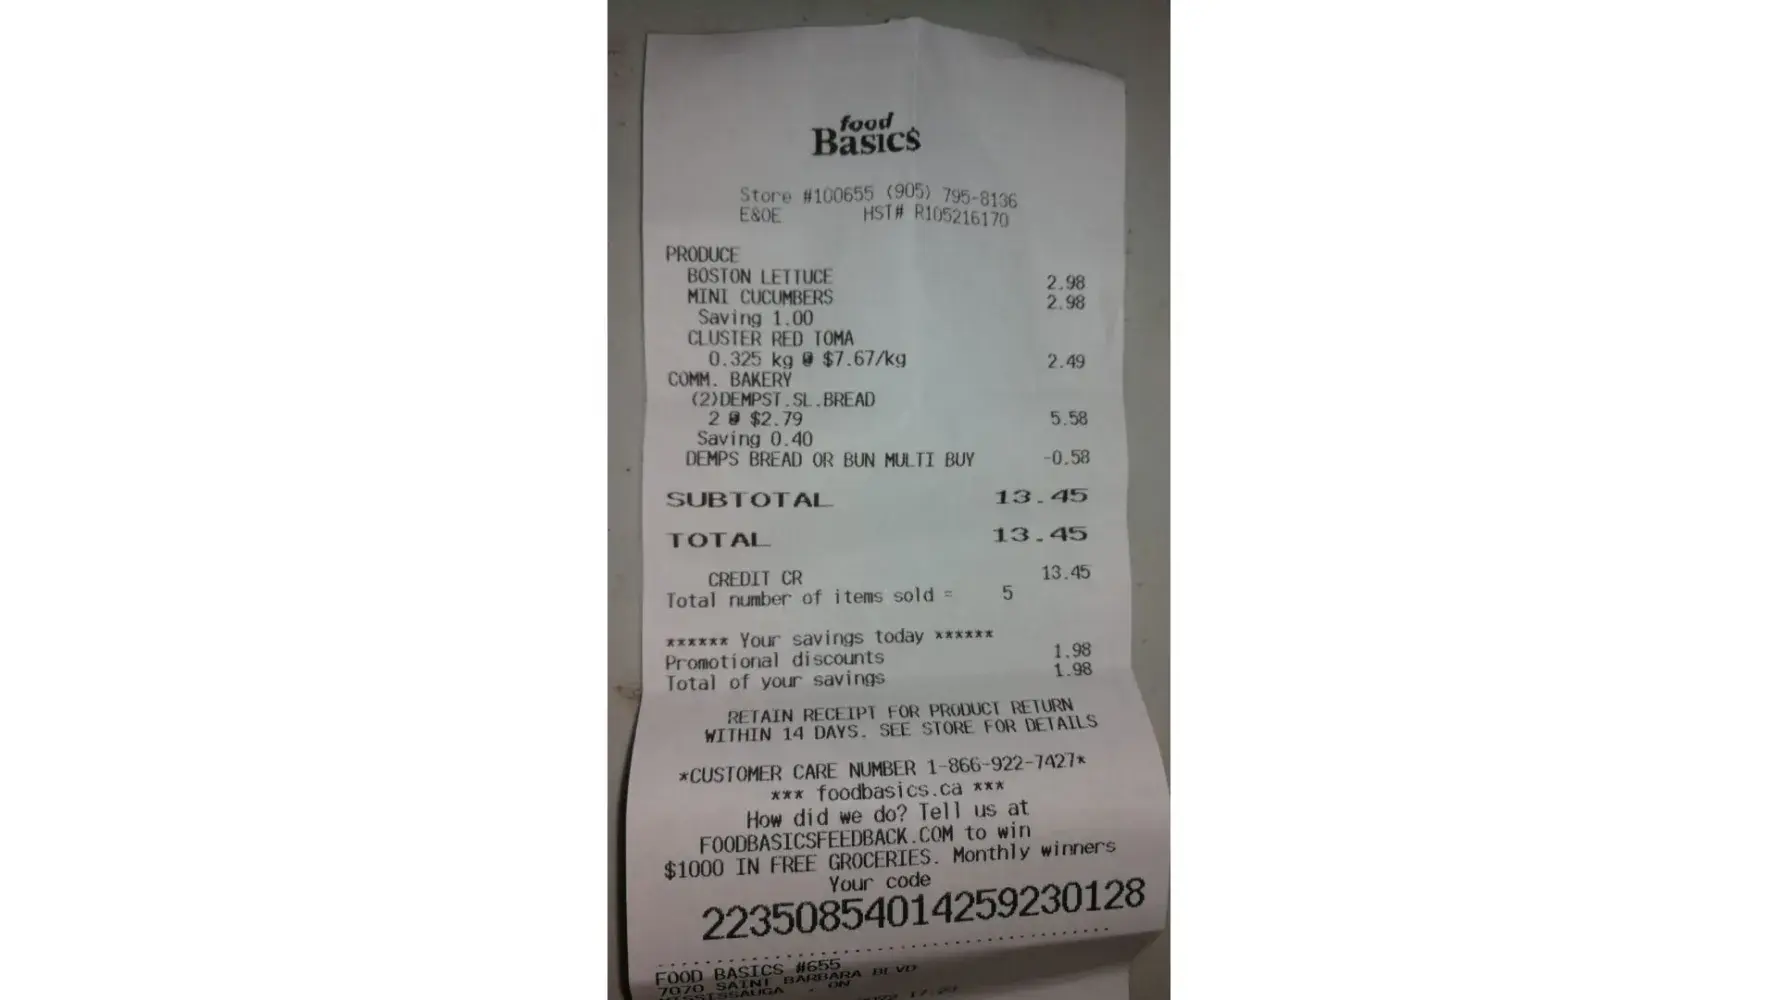 food
Basic$
Store #100655 (905) 795-8136
E&OE HST# R105216170
PRODUCE
BOSTON LETTUCE 2.98
MINI CUCUMBERS 2.98
Saving 1.00
CLUSTER RED TOMA
0.325 kg @ $7.67/kg 2.49
COMM. BAKERY
(2)DEMPST.SL.BREAD
2 @ $2.79 5.58
Saving 0.40
DEMPS BREAD OR BUN MULTI BUY -0.58
SUBTOTAL 13.45
TOTAL 13.45
CREDIT CR 13.45
Total number of items sold = 5
****** Your savings today ******
Promotional discounts 1.98
Total of your savings 1.98
RETAIN RECEIPT FOR PRODUCT RETURN
WITHIN 14 DAYS. SEE STORE FOR DETAILS
*CUSTOMER CARE NUMBER 1-866-922-7427*
*** foodbasics.ca ***
How did we do? Tell us at
FOODBASICSFEEDBACK.COM to win
$1000 IN FREE GROCERIES. Monthly winners
Your code
22350854014259230128
FOOD BASICS #655
7070 SAINT BARBARA BLVD
MISSISSAUGA . ON